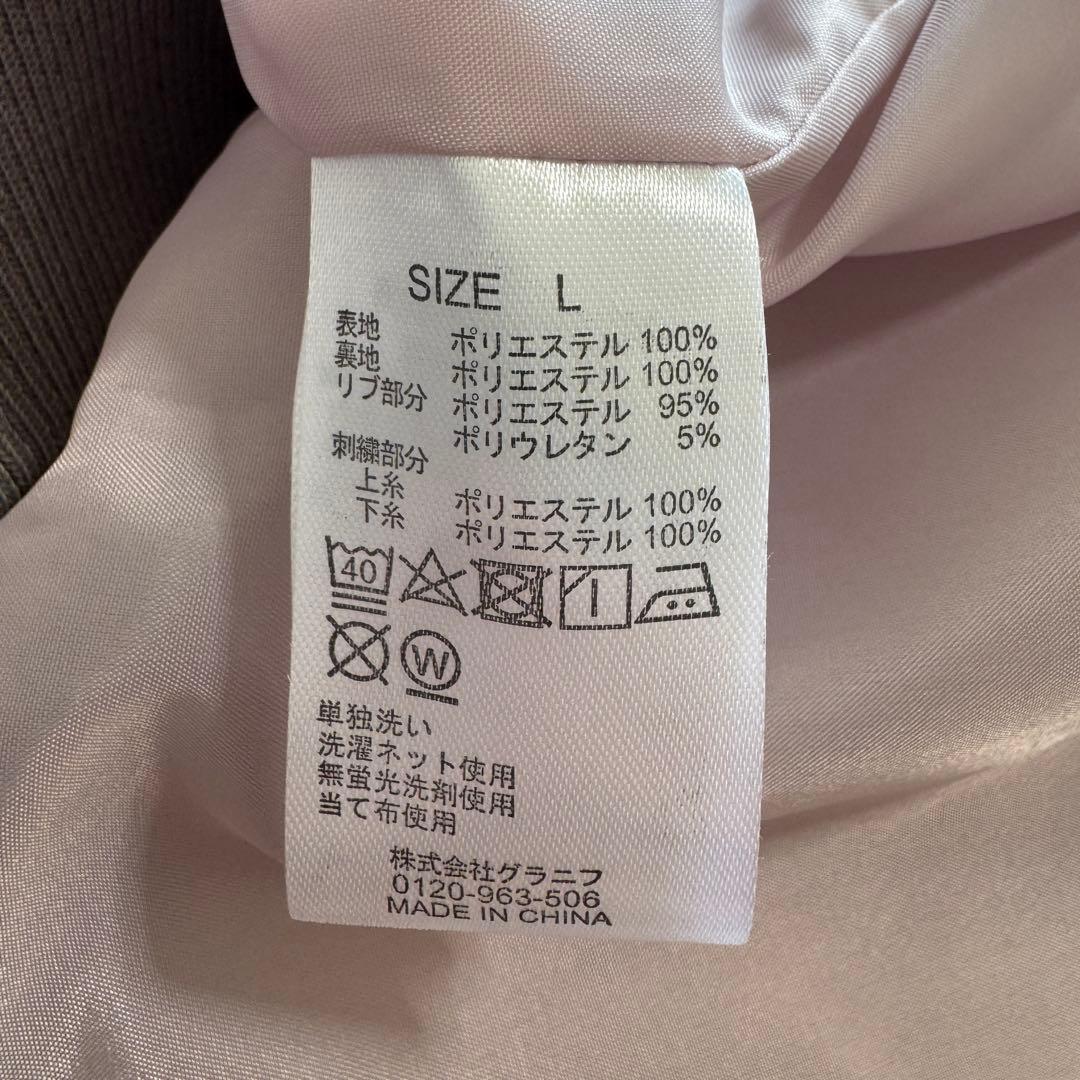 SIZE L
表地 ポリエステル 100%
裏地 ポリエステル 100%
リブ部分 ポリエステル 95%
ポリウレタン 5%
刺繍部分
上糸 ポリエステル 100%
下糸 ポリエステル 100%
40
W
単独洗い
洗濯ネット使用
無蛍光洗剤使用
当て布使用
株式会社グラニフ
0120-963-506
MADE IN CHINA